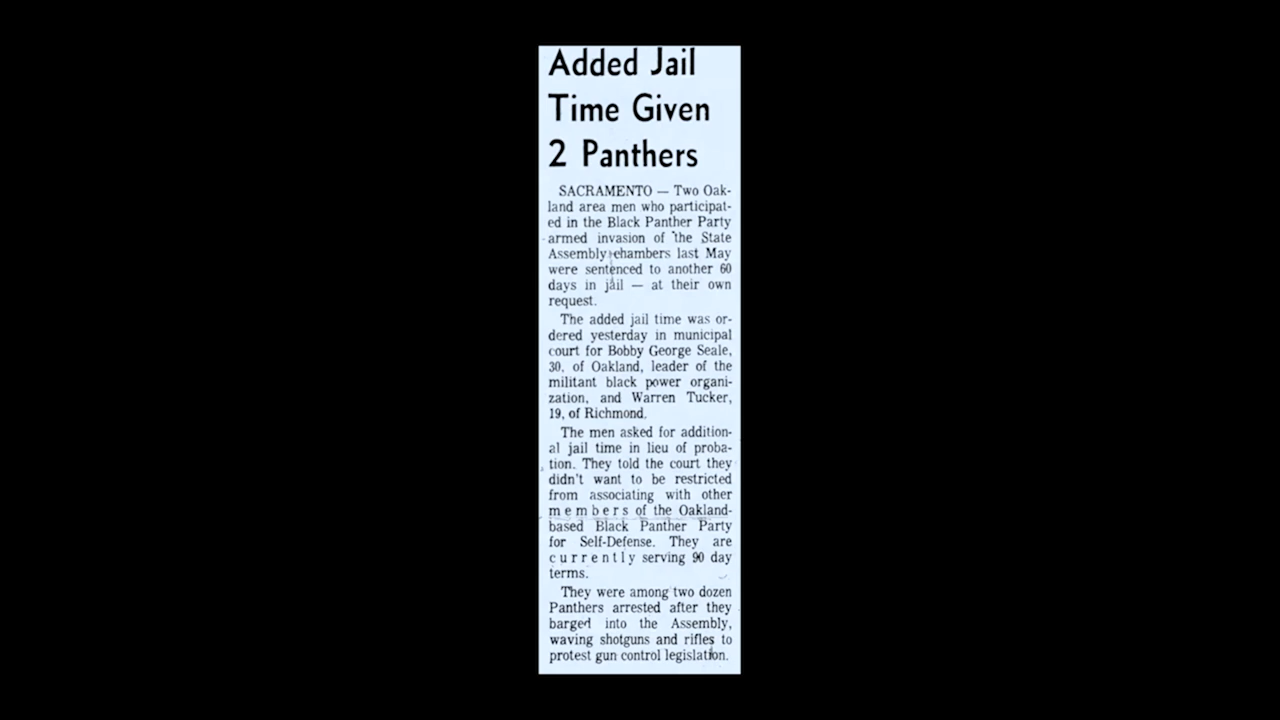 Added Jail
Time Given
2 Panthers
SACRAMENTO — Two Oak-
land area men who participat-
ed in the Black Panther Party
armed invasion of the State
Assembly chambers last May
were sentenced to another 60
days in jail — at their own
request.
The added jail time was or-
dered yesterday in municipal
court for Bobby George Seale,
30, of Oakland, leader of the
militant black power organi-
zation, and Warren Tucker,
19, of Richmond.
The men asked for addition-
al jail time in lieu of proba-
tion. They told the court they
didn't want to be restricted
from associating with other
members of the Oakland-
based Black Panther Party
for Self-Defense. They are
currently serving 90 day
terms.
They were among two dozen
Panthers arrested after they
barged into the Assembly,
waving shotguns and rifles to
protest gun control legislation.